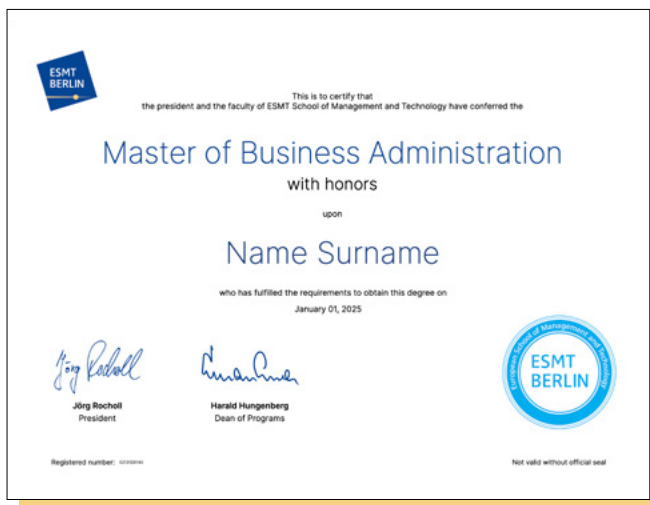 ESMT
BERLIN
This is to certify that
the president and the faculty of ESMT School of Management and Technology have conferred the
Master of Business Administration
with honors
upon
Name Surname
who has fulfilled the requirements to obtain this degree on
January 01, 2025
European School of Management and Technology
ESMT
BERLIN
Jörg Rocholl
Jörg Rocholl
President
Harald Hungenberg
Dean of Programs
Registered number:
Not valid without official seal